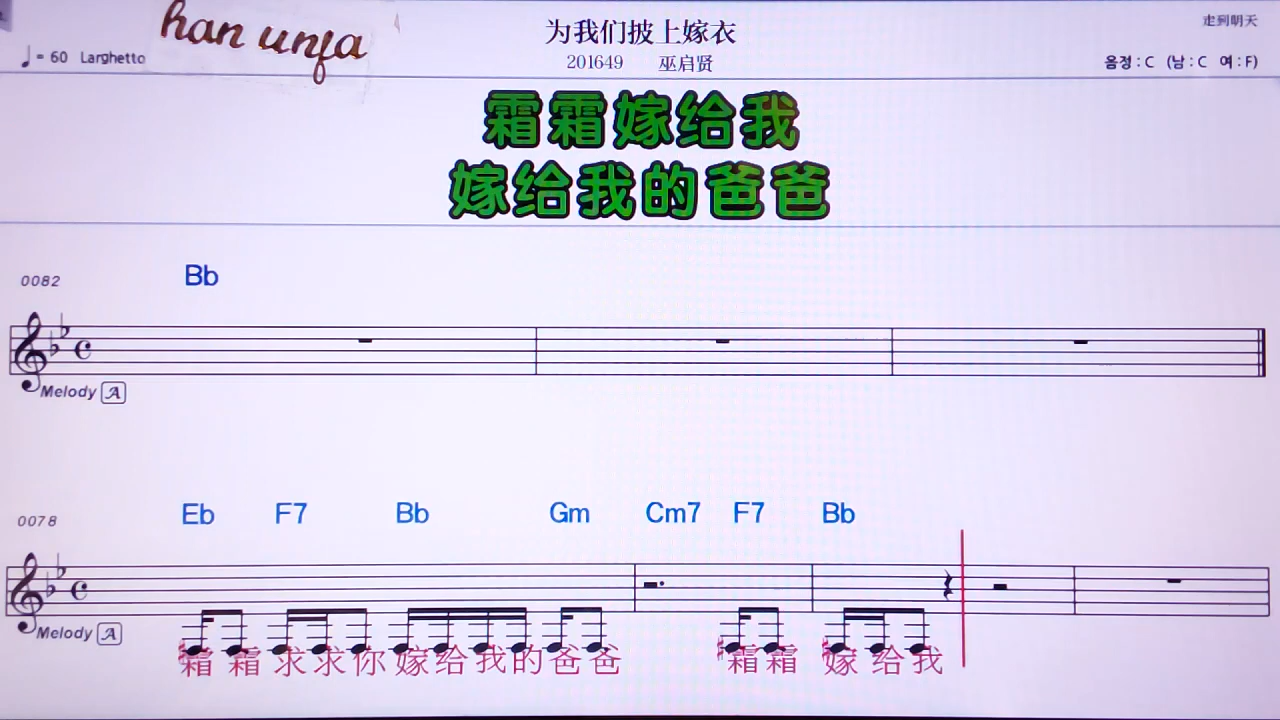 han unfa
为我们披上嫁衣
走到明天
♩= 60 Larghetto
201649 巫启贤
음정 : C (남 : C 여 : F)
霜霜嫁给我
嫁给我的爸爸
0082
Bb
Melody A
0078
Eb F7 Bb Gm Cm7 F7 Bb
Melody A
霜 霜 求 求 你 嫁 给 我 的 爸 爸 霜 霜 嫁 给 我